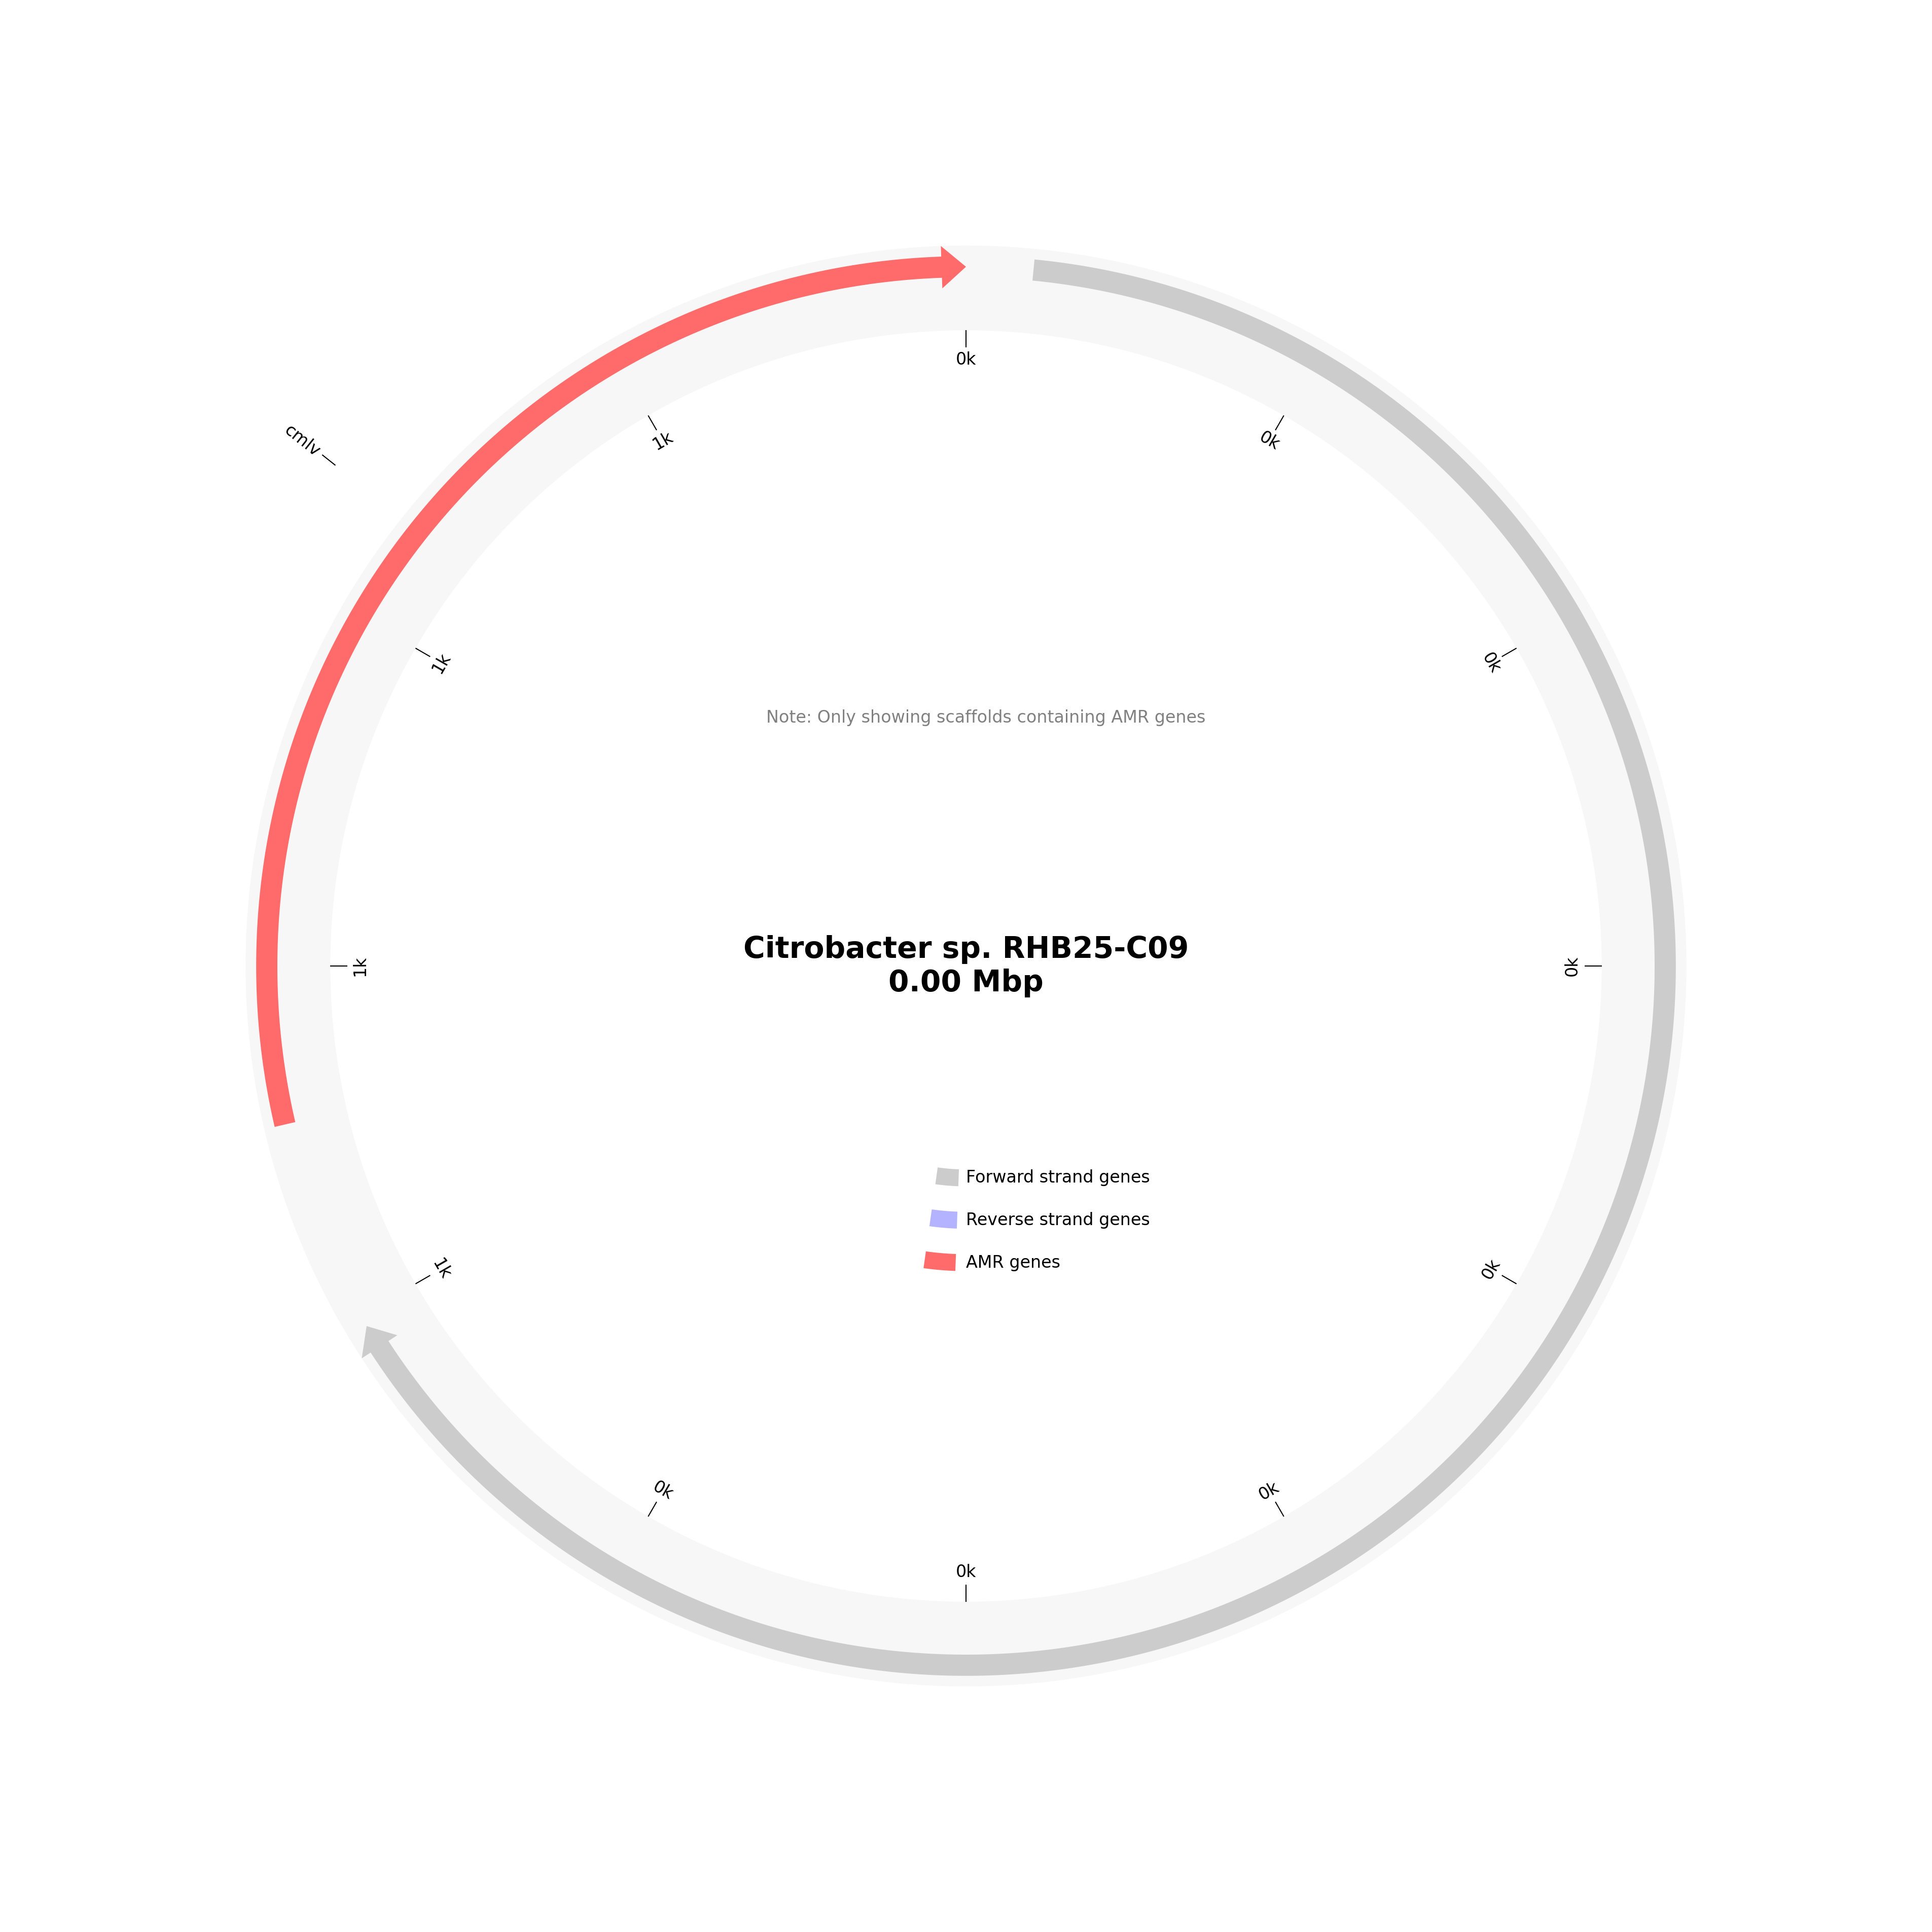 0k
0k
1k
cmlv
0k
1k
Note: Only showing scaffolds containing AMR genes
Citrobacter sp. RHB25-C09
0.00 Mbp
1k
0k
Forward strand genes
Reverse strand genes
AMR genes
1k
0k
0k
0k
0k